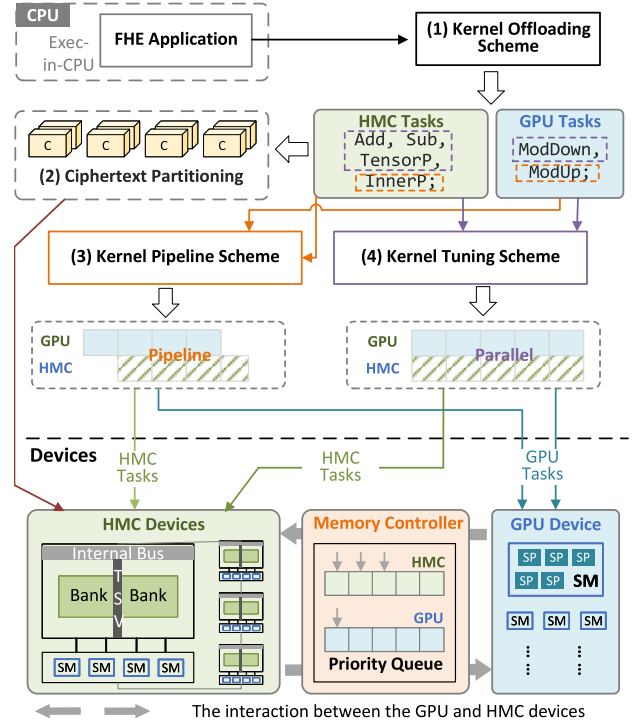 CPU
Exec-
in-CPU
FHE Application
(1) Kernel Offloading
Scheme
C C C C
(2) Ciphertext Partitioning
HMC Tasks
Add, Sub,
TensorP,
InnerP;
GPU Tasks
ModDown,
ModUp;
(3) Kernel Pipeline Scheme
(4) Kernel Tuning Scheme
GPU
HMC
Pipeline
GPU
HMC
Parallel
Devices
HMC
Tasks
HMC
Tasks
GPU
Tasks
HMC Devices
Internal Bus
Bank
TSV
Bank
SM SM SM SM
Memory Controller
HMC
GPU
Priority Queue
GPU Device
SP SP SP
SP SP SM
SM SM SM
The interaction between the GPU and HMC devices